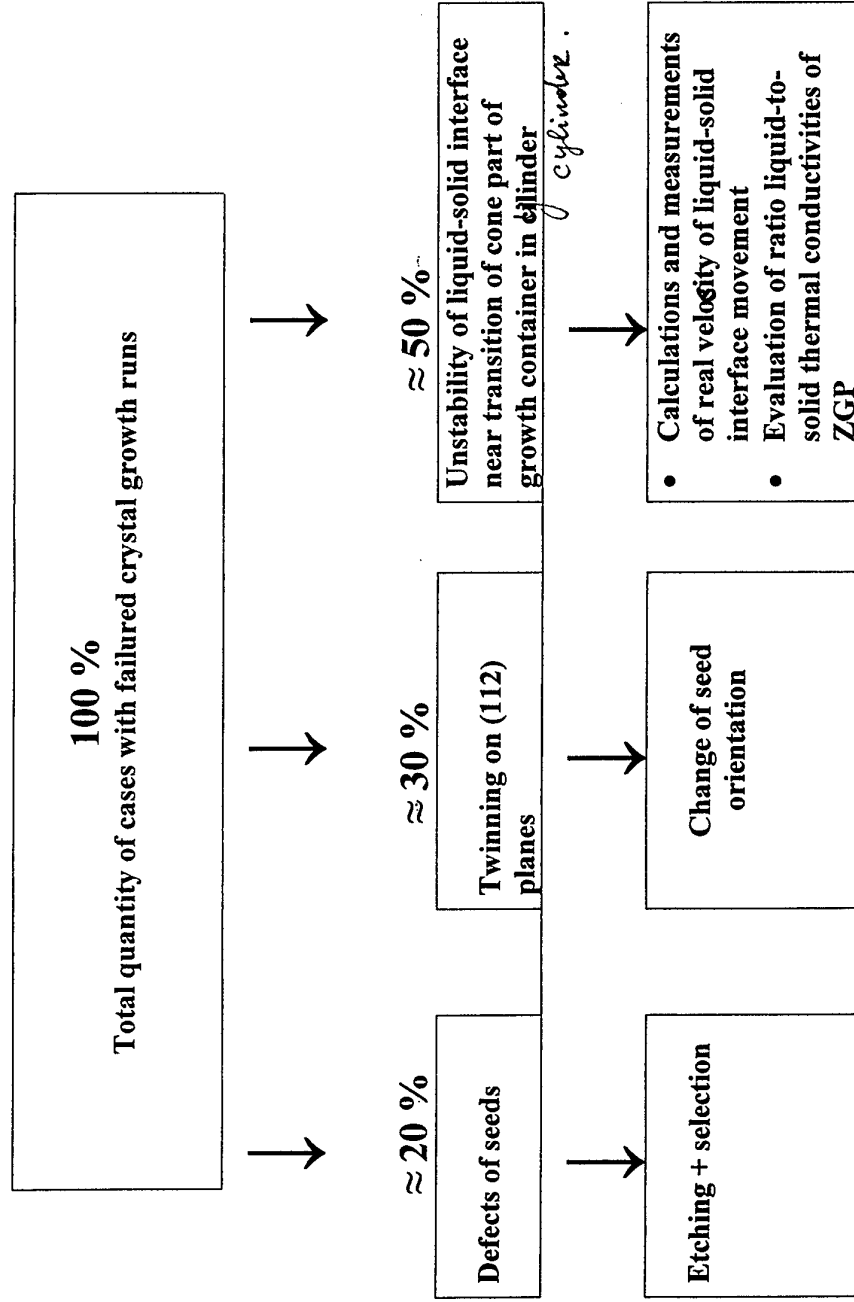 100 %
Total quantity of cases with failured crystal growth runs
≈20 %
≈30 %
≈50 %
Defects of seeds
Twinning on (112)
planes
Unstability of liquid-solid interface
near transition of cone part of
growth container in cilinder
cylinder.
Etching + selection
Change of seed
orientation
• Calculations and measurements
of real velosity of liquid-solid
interface movement
• Evaluation of ratio liquid-to-
solid thermal conductivities of
ZGP